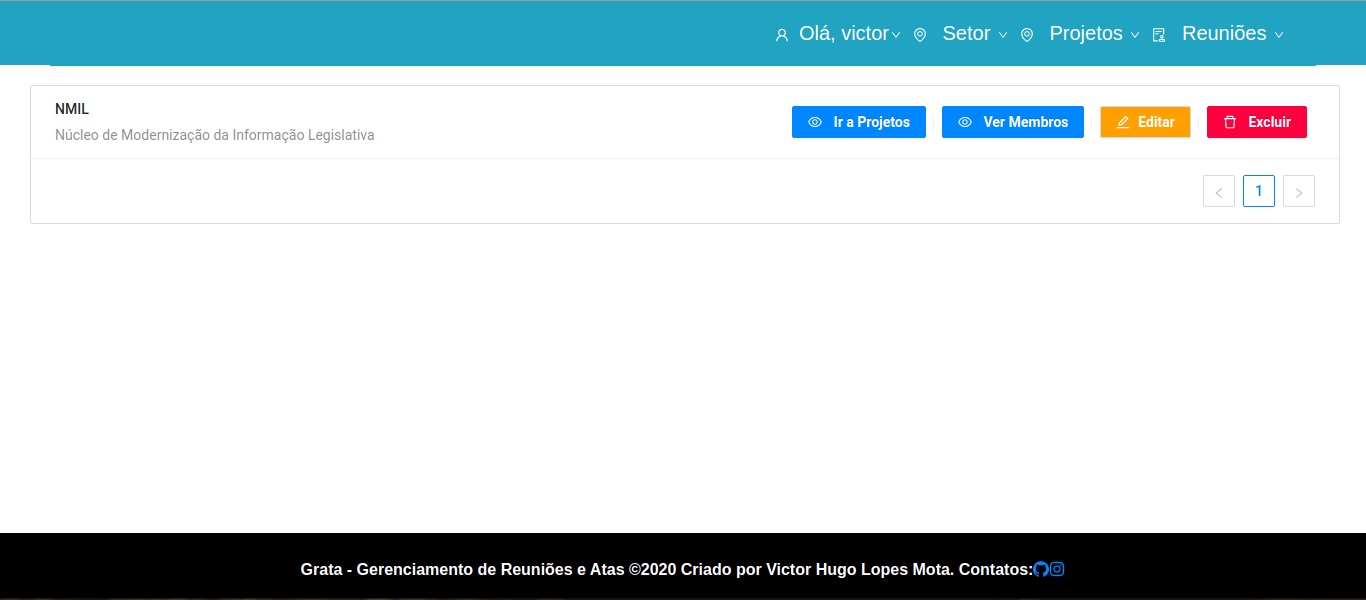 Olá, victor Setor Projetos Reuniões
NMIL
Núcleo de Modernização da Informação Legislativa
Ir a Projetos Ver Membros Editar Excluir
< 1 >
Grata - Gerenciamento de Reuniões e Atas ©2020 Criado por Victor Hugo Lopes Mota. Contatos: